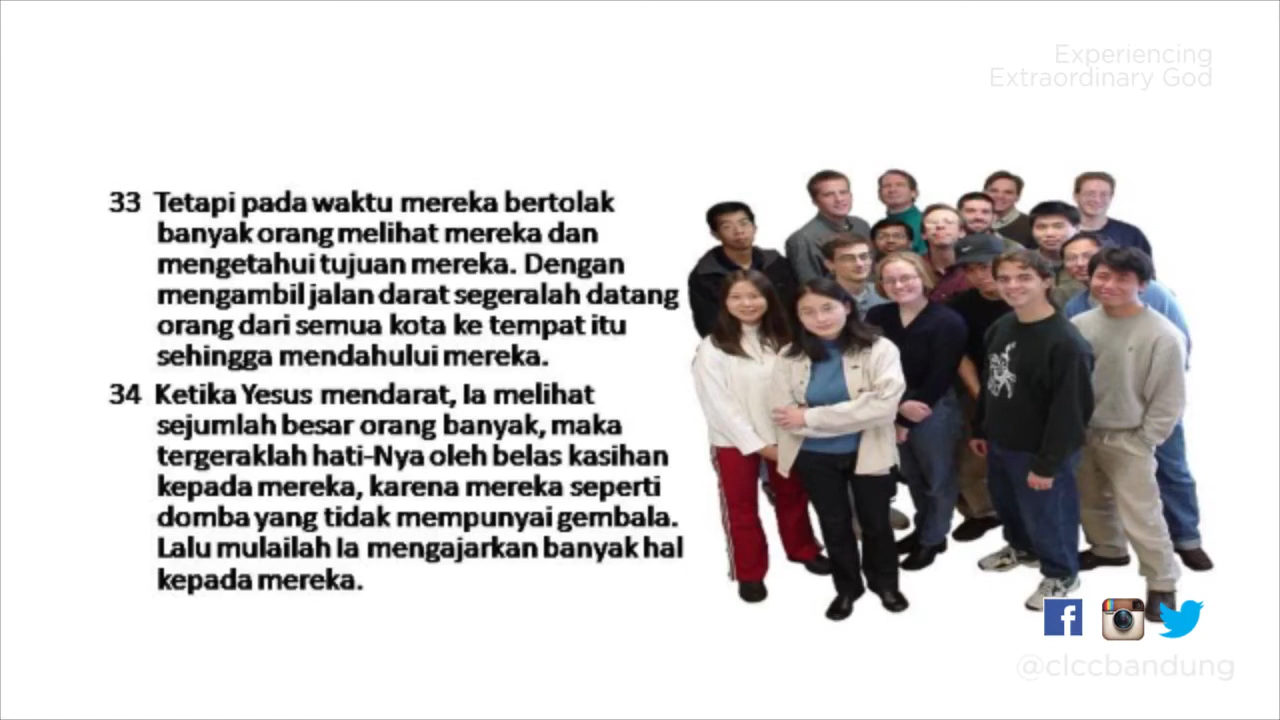 Experiencing
Extraordinary God
33 Tetapi pada waktu mereka bertolak
banyak orang melihat mereka dan
mengetahui tujuan mereka. Dengan
mengambil jalan darat segeralah datang
orang dari semua kota ke tempat itu
sehingga mendahului mereka.
34 Ketika Yesus mendarat, Ia melihat
sejumlah besar orang banyak, maka
tergeraklah hati-Nya oleh belas kasihan
kepada mereka, karena mereka seperti
domba yang tidak mempunyai gembala.
Lalu mulailah Ia mengajarkan banyak hal
kepada mereka.
@clccbandung